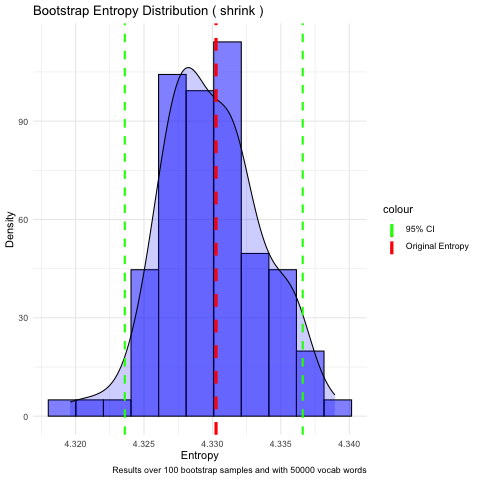 Bootstrap Entropy Distribution ( shrink )
Density
90
60
30
0
4.320 4.325 4.330 4.335 4.340
Entropy
colour
95% CI
Original Entropy
Results over 100 bootstrap samples and with 50000 vocab words